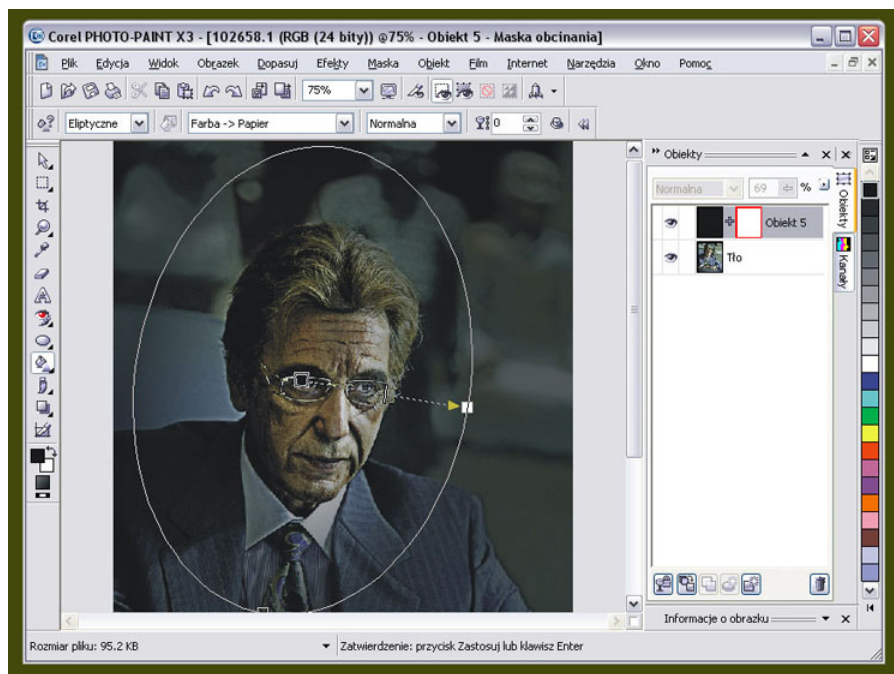 Corel PHOTO-PAINT X3 - [102658.1 (RGB (24 bity)) @75% - Obiekt 5 - Maska obcinania]
Plik Edycja Widok Obrazek Dopasuj Efekty Maska Objekt Film Internet Narzędzia Okno Pomoc
75%
Eliptyczne Farba -> Papier Normalna 0
Obiekty
Normalna 69 %
Obiekt 5
Tło
Obiekty
Kanały
Informacje o obrazku
Rozmiar pliku: 95.2 KB Zatwierdzenie: przycisk Zastosuj lub klawisz Enter